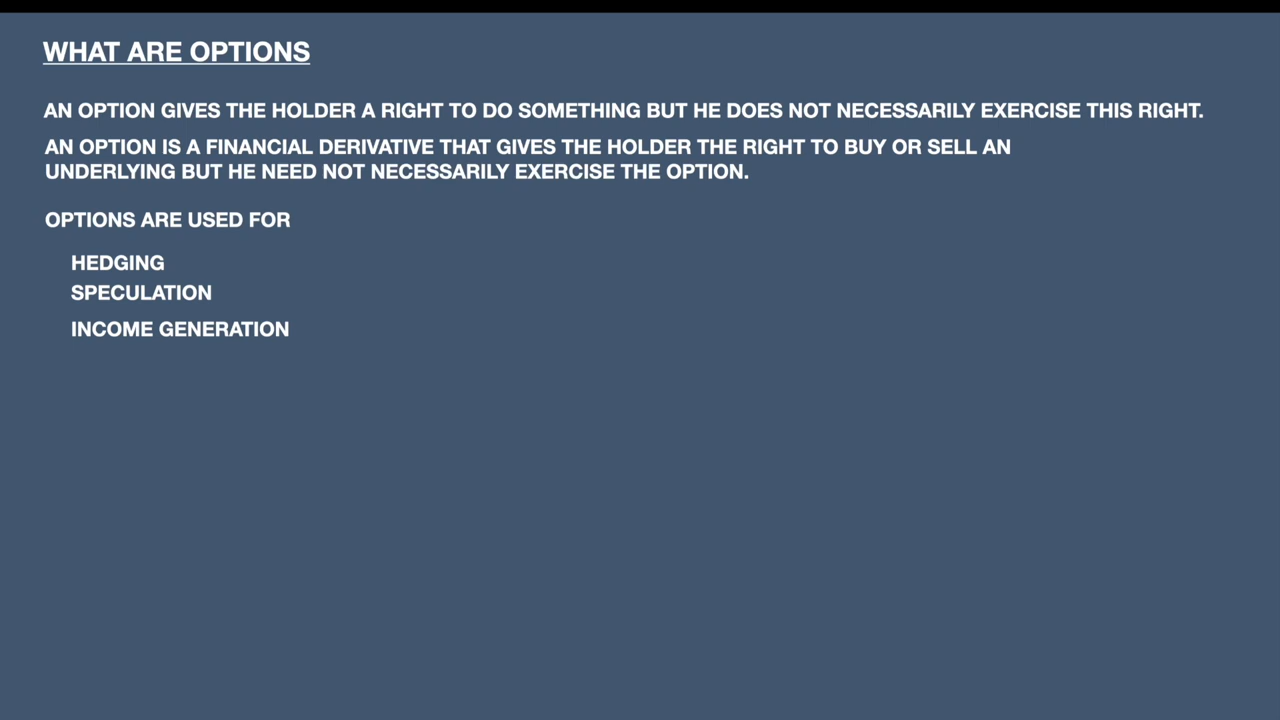 WHAT ARE OPTIONS
AN OPTION GIVES THE HOLDER A RIGHT TO DO SOMETHING BUT HE DOES NOT NECESSARILY EXERCISE THIS RIGHT.
AN OPTION IS A FINANCIAL DERIVATIVE THAT GIVES THE HOLDER THE RIGHT TO BUY OR SELL AN
UNDERLYING BUT HE NEED NOT NECESSARILY EXERCISE THE OPTION.
OPTIONS ARE USED FOR
HEDGING
SPECULATION
INCOME GENERATION